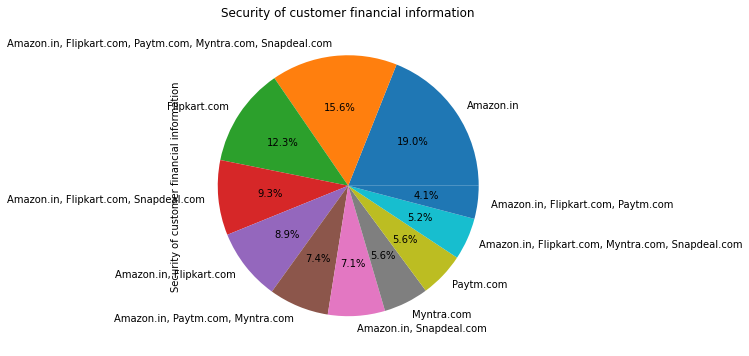 Security of customer financial information
Amazon.in, Flipkart.com, Paytm.com, Myntra.com, Snapdeal.com
Amazon.in
Flipkart.com
15.6%
19.0%
12.3%
Security of customer financial information
Amazon.in, Flipkart.com, Snapdeal.com
9.3%
4.1%
Amazon.in, Flipkart.com, Paytm.com
5.2%
8.9%
5.6%
Amazon.in, Flipkart.com, Myntra.com, Snapdeal.com
7.4%
7.1%
5.6%
Amazon.in, Flipkart.com
Paytm.com
Amazon.in, Paytm.com, Myntra.com
Myntra.com
Amazon.in, Snapdeal.com